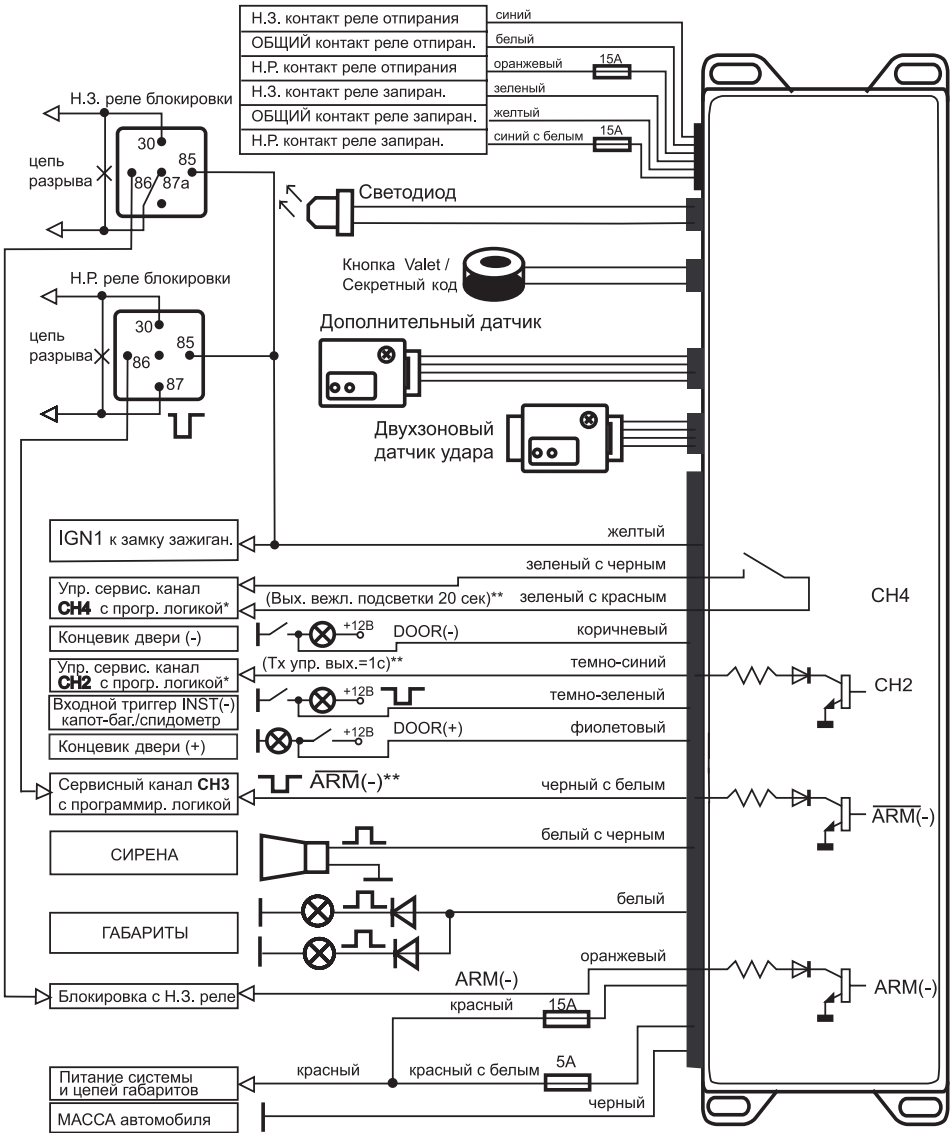 Н.З. контакт реле отпирания
синий
ОБЩИЙ контакт реле отпиран.
белый
Н.Р. контакт реле отпирания
оранжевый
15А
Н.З. контакт реле запиран.
зеленый
ОБЩИЙ контакт реле запиран.
желтый
Н.Р. контакт реле запиран.
синий с белым
15А
Н.З. реле блокировки
30
85
86
87а
цепь
разрыва
Светодиод
Кнопка Valet /
Секретный код
Н.Р. реле блокировки
30
85
86
87
цепь
разрыва
Дополнительный датчик
Двухзоновый
датчик удара
IGN1 к замку зажиган.
желтый
зеленый с черным
Упр. сервис. канал
СН4 с прогр. логикой*
(Вых. вежл. подсветки 20 сек)**
зеленый с красным
СН4
Концевик двери (-)
+12В
DOOR(-)
коричневый
Упр. сервис. канал
СН2 с прогр. логикой*
(Тх упр. вых.=1с)**
темно-синий
СН2
Входной триггер INST(-)
капот-баг./спидометр
+12В
темно-зеленый
Концевик двери (+)
+12В
DOOR(+)
фиолетовый
Сервисный канал СН3
с программир. логикой
ARM(-)**
черный с белым
ARM(-)
СИРЕНА
белый с черным
ГАБАРИТЫ
белый
оранжевый
Блокировка с Н.З. реле
ARM(-)
ARM(-)
красный
15А
Питание системы
и цепей габаритов
красный
красный с белым
5А
МАССА автомобиля
черный